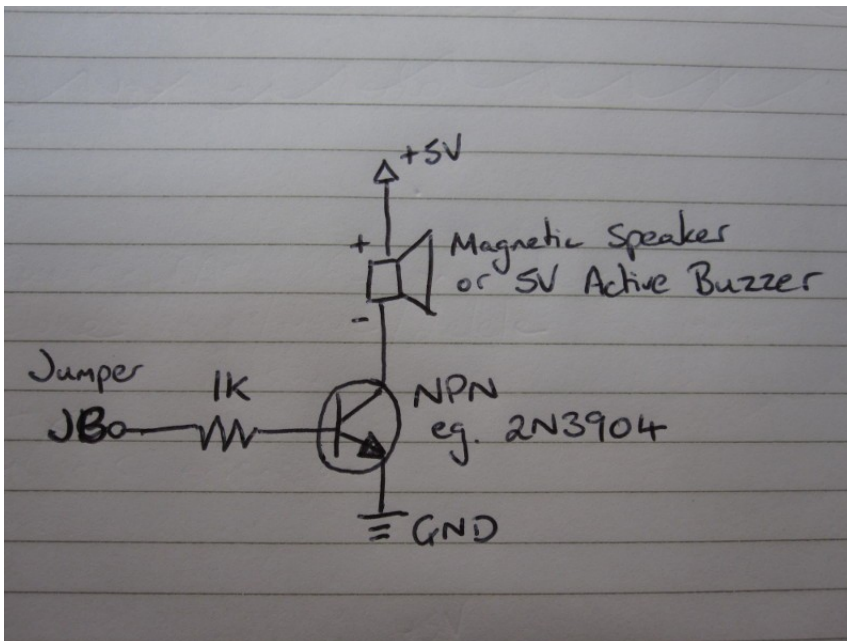 +5V
+ Magnetic Speaker
or 5V Active Buzzer
-
Jumper
1K
NPN
JB
eg. 2N3904
GND